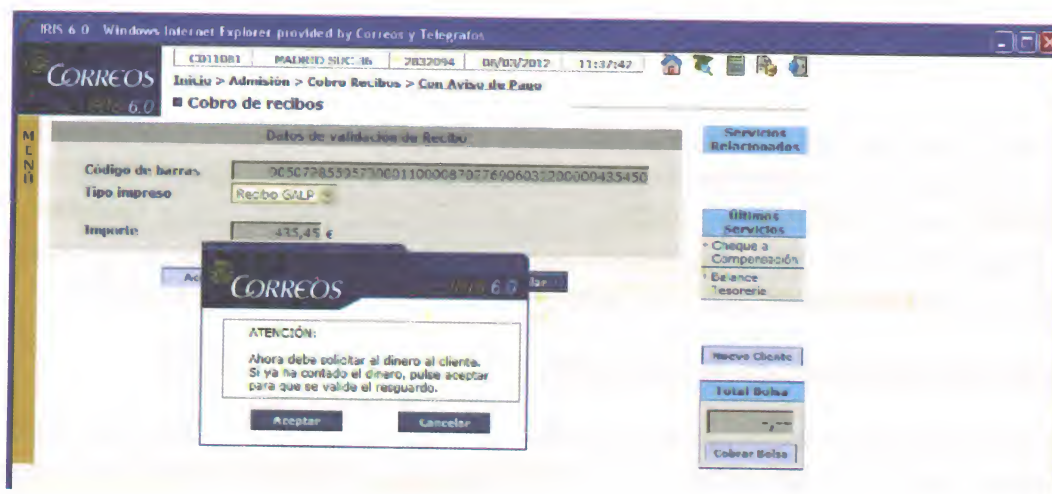 IRIS 6.0 Windows Internet Explorer provided by Correos y Telegrafos
CORREOS
IRIS 6.0
CD11081 MADRID SUC. 36 2832094 08/03/2012 11:37:42
Inicio > Admisión > Cobro Recibos > Con Aviso de Pago
Cobro de recibos
MENÚ
Datos de validación de Recibo
Código de barras
Tipo impreso Recibo GALP
Importe 435,45 €
Servicios
Relacionados
Últimos
Servicios
Cheque a
Compensación
Balance
Tesorería
CORREOS
IRIS 6.0
ATENCIÓN:
Ahora debe solicitar el dinero al cliente.
Si ya ha contado el dinero, pulse aceptar
para que se valide el resguardo.
Aceptar Cancelar
Nuevo Cliente
Total Bolsa
-,--
Cobrar Bolsa